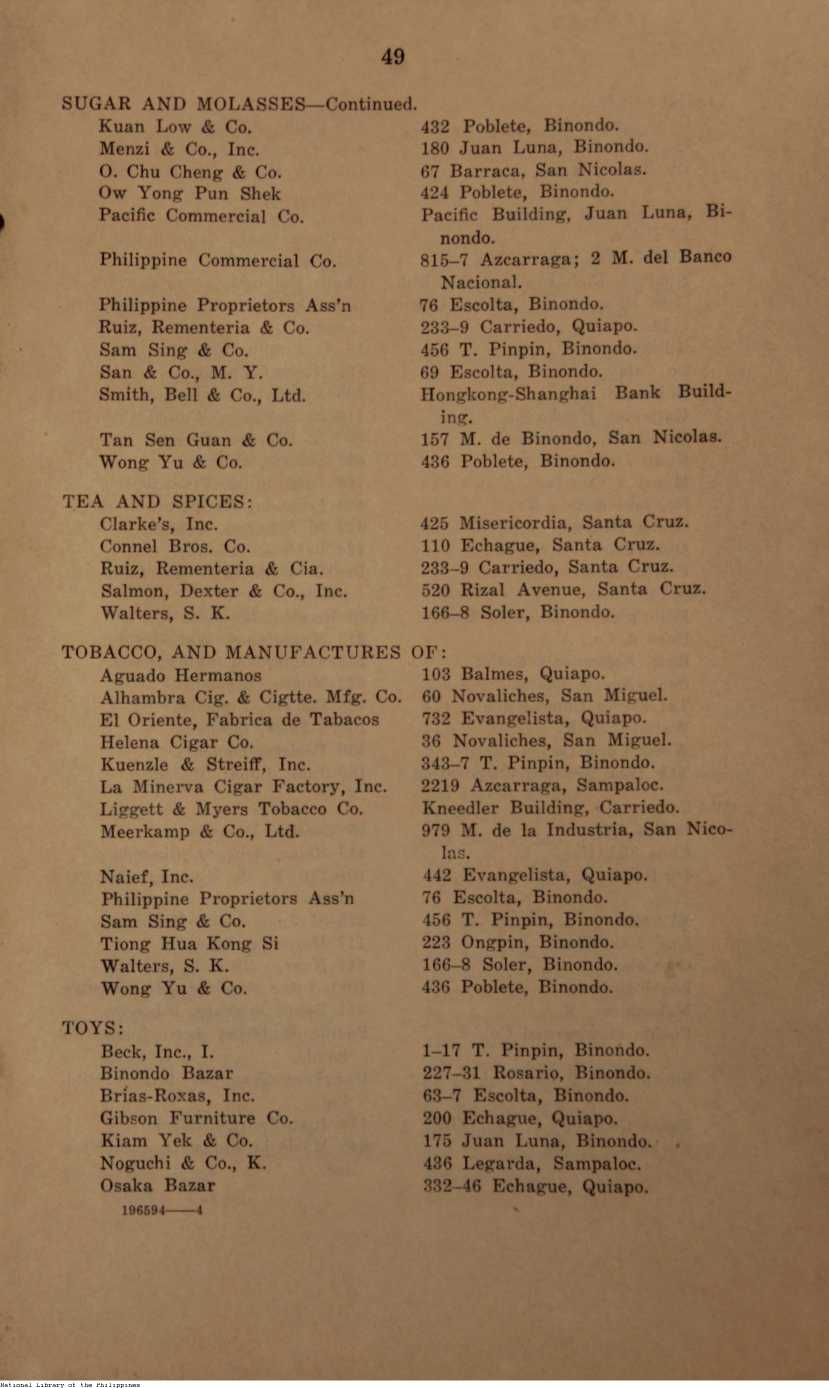 49
SUGAR AND MOLASSES—Continued.
Kuan Low & Co. 432 Poblete, Binondo.
Menzi & Co., Inc. 180 Juan Luna, Binondo.
O. Chu Cheng & Co. 67 Barraca, San Nicolas.
Ow Yong Pun Shek 424 Poblete, Binondo.
Pacific Commercial Co. Pacific Building, Juan Luna, Bi-
nondo.
Philippine Commercial Co. 815–7 Azcarraga; 2 M. del Banco
Nacional.
Philippine Proprietors Ass'n 76 Escolta, Binondo.
Ruiz, Rementeria & Co. 233–9 Carriedo, Quiapo.
Sam Sing & Co. 456 T. Pinpin, Binondo.
San & Co., M. Y. 69 Escolta, Binondo.
Smith, Bell & Co., Ltd. Hongkong-Shanghai Bank Build-
ing.
Tan Sen Guan & Co. 157 M. de Binondo, San Nicolas.
Wong Yu & Co. 436 Poblete, Binondo.
TEA AND SPICES:
Clarke's, Inc. 425 Misericordia, Santa Cruz.
Connel Bros. Co. 110 Echague, Santa Cruz.
Ruiz, Rementeria & Cia. 233–9 Carriedo, Santa Cruz.
Salmon, Dexter & Co., Inc. 520 Rizal Avenue, Santa Cruz.
Walters, S. K. 166–8 Soler, Binondo.
TOBACCO, AND MANUFACTURES OF:
Aguado Hermanos 103 Balmes, Quiapo.
Alhambra Cig. & Cigtte. Mfg. Co. 60 Novaliches, San Miguel.
El Oriente, Fabrica de Tabacos 732 Evangelista, Quiapo.
Helena Cigar Co. 36 Novaliches, San Miguel.
Kuenzle & Streiff, Inc. 343–7 T. Pinpin, Binondo.
La Minerva Cigar Factory, Inc. 2219 Azcarraga, Sampaloc.
Liggett & Myers Tobacco Co. Kneedler Building, Carriedo.
Meerkamp & Co., Ltd. 979 M. de la Industria, San Nico-
las.
Naief, Inc. 442 Evangelista, Quiapo.
Philippine Proprietors Ass'n 76 Escolta, Binondo.
Sam Sing & Co. 456 T. Pinpin, Binondo.
Tiong Hua Kong Si 223 Ongpin, Binondo.
Walters, S. K. 166–8 Soler, Binondo.
Wong Yu & Co. 436 Poblete, Binondo.
TOYS:
Beck, Inc., I. 1–17 T. Pinpin, Binondo.
Binondo Bazar 227–31 Rosario, Binondo.
Brías-Roxas, Inc. 63–7 Escolta, Binondo.
Gibson Furniture Co. 200 Echague, Quiapo.
Kiam Yek & Co. 175 Juan Luna, Binondo.
Noguchi & Co., K. 436 Legarda, Sampaloc.
Osaka Bazar 332–46 Echague, Quiapo.
196594——4
National Library of the Philippines